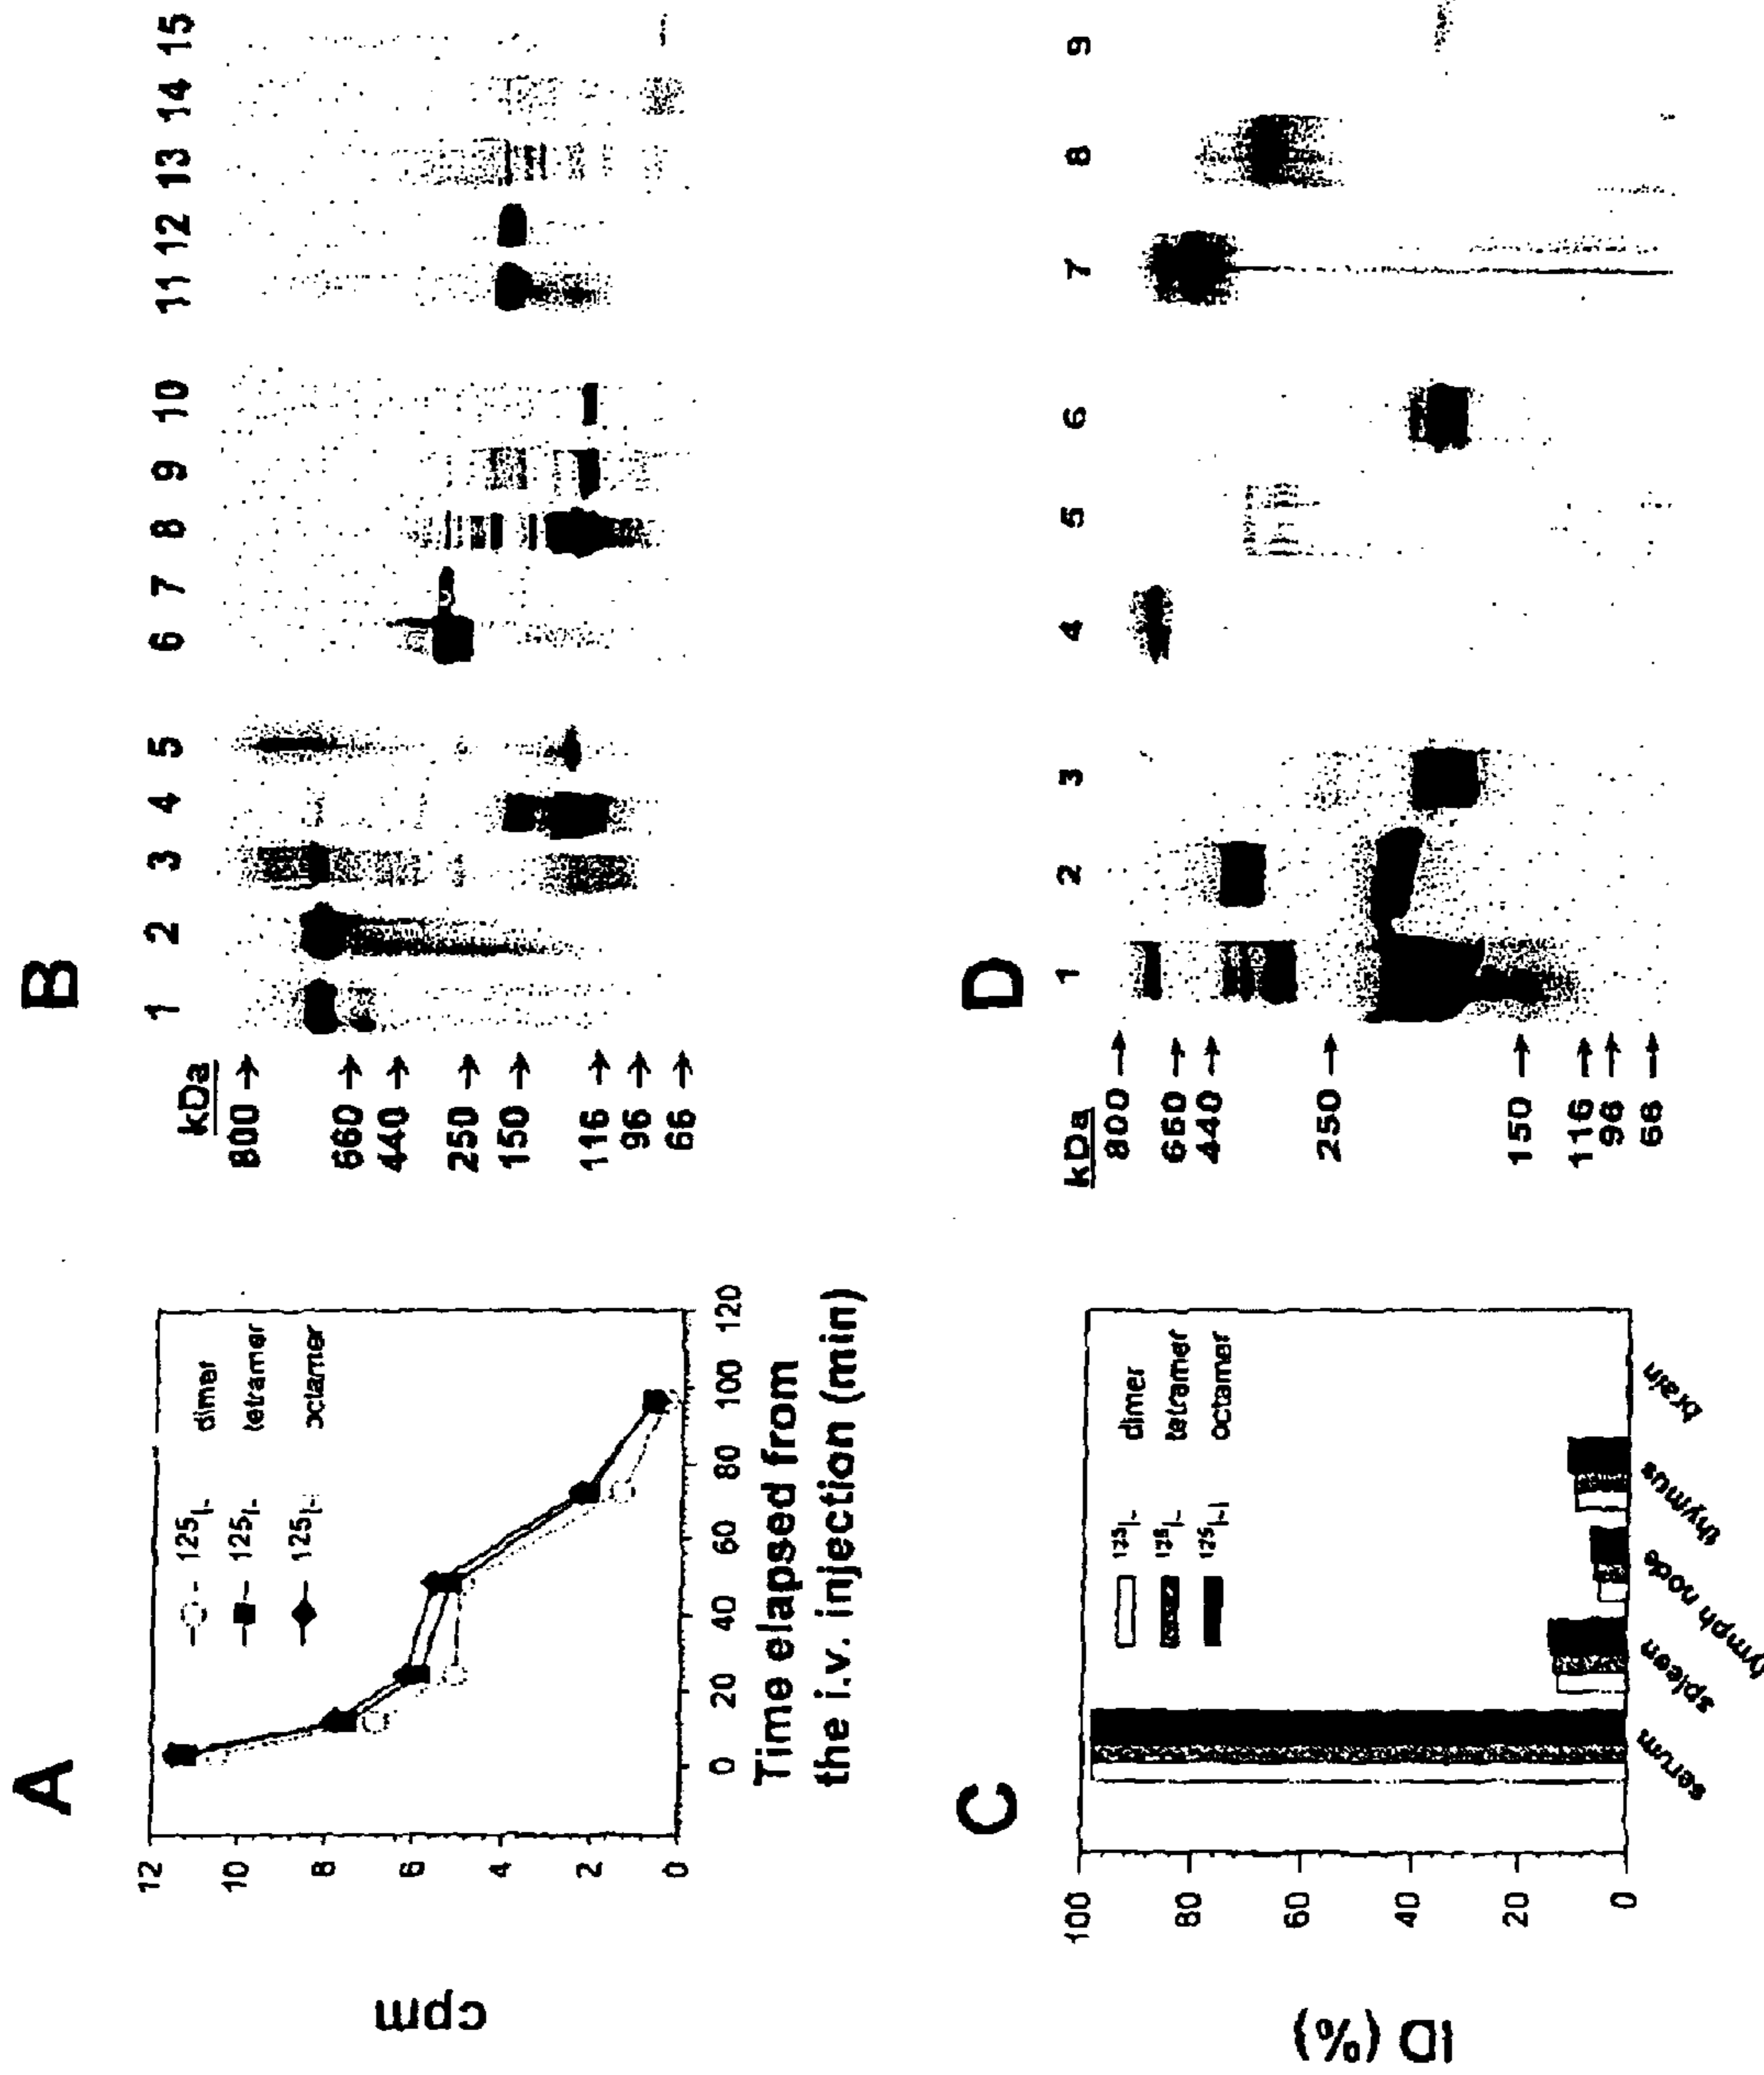 A
cpm
12
10
8
6
4
2
0
125I- dimer
125I- tetramer
125I- octamer
0 20 40 60 80 100 120
Time elapsed from
the i.v. injection (min)
B
kDa
1 2 3 4 5 6 7 8 9 10 11 12 13 14 15
800
660
440
250
150
116
96
66
C
ID (%)
100
80
60
40
20
0
125I- dimer
125I- tetramer
125I- octamer
serum
spleen
lymph node
thymus
brain
D
kDa
1 2 3 4 5 6 7 8 9
800
660
440
250
150
116
96
66